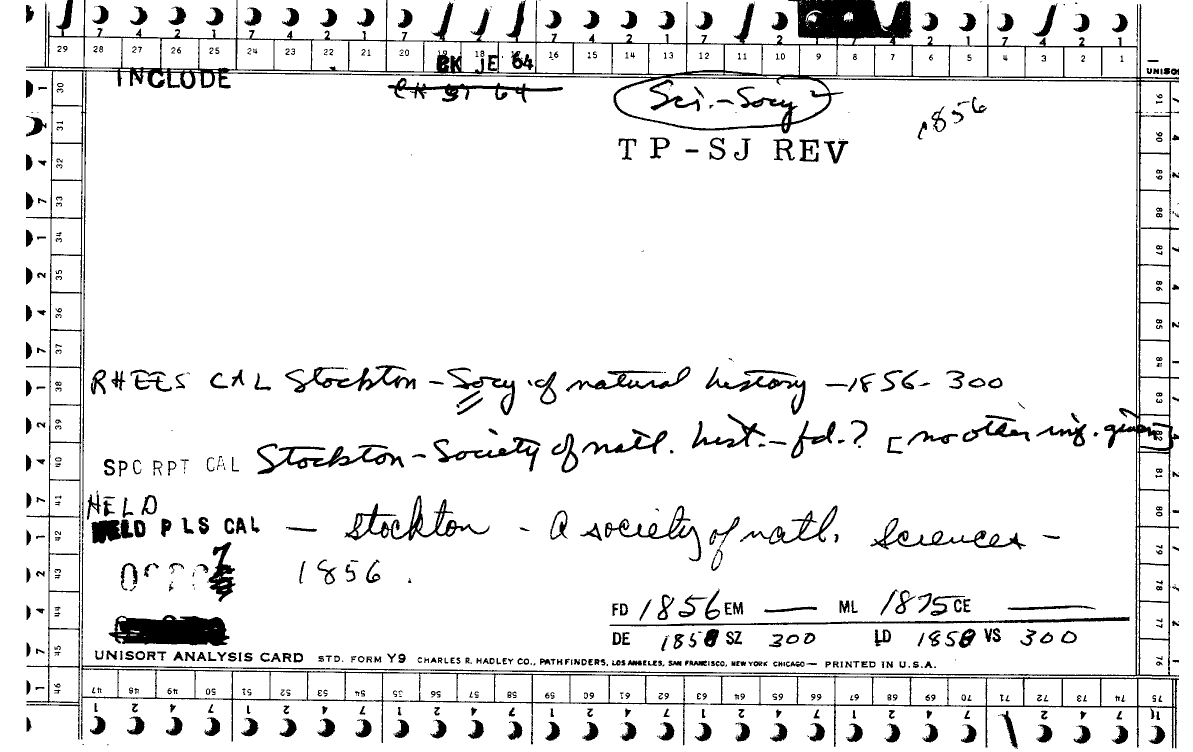 7 4 2 1 7 4 2 1 7 4 2 1 7 4 2 1 7 4 2 1 7 4 2 1
29 28 27 26 25 24 23 22 21 20 19 18 17 16 15 14 13 12 11 10 9 8 7 6 5 4 3 2 1
CK JE 64
INCLUDE
CK SI 64
Sci.-Socy
1856
UNISO
TP-SJ REV
30 31 32 33 34 35 36 37 38 39 40 41 42 43 44 45 46
91 90 89 88 87 86 85 84 83 82 81 80 79 78 77 76
RHEES CAL Stockton - Socy of natural history - 1856 - 300
SPC RPT CAL Stockton - Society of natl. hist. - fd.? [no other inf. given]
HELD
HELD PLS CAL — Stockton - A society of natl. Sciences -
1856.
FD 1856 EM — ML 1875 CE —
DE 1858 SZ 300 LD 1858 VS 300
UNISORT ANALYSIS CARD STD. FORM Y9 CHARLES R. HADLEY CO., PATHFINDERS, LOS ANGELES, SAN FRANCISCO, NEW YORK CHICAGO— PRINTED IN U.S.A.
47 48 49 50 51 52 53 54 55 56 57 58 59 60 61 62 63 64 65 66 67 68 69 70 71 72 73 74 75
1 2 4 7 1 2 4 7 1 2 4 7 1 2 4 7 1 2 4 7 1 2 4 7 1 2 4 7